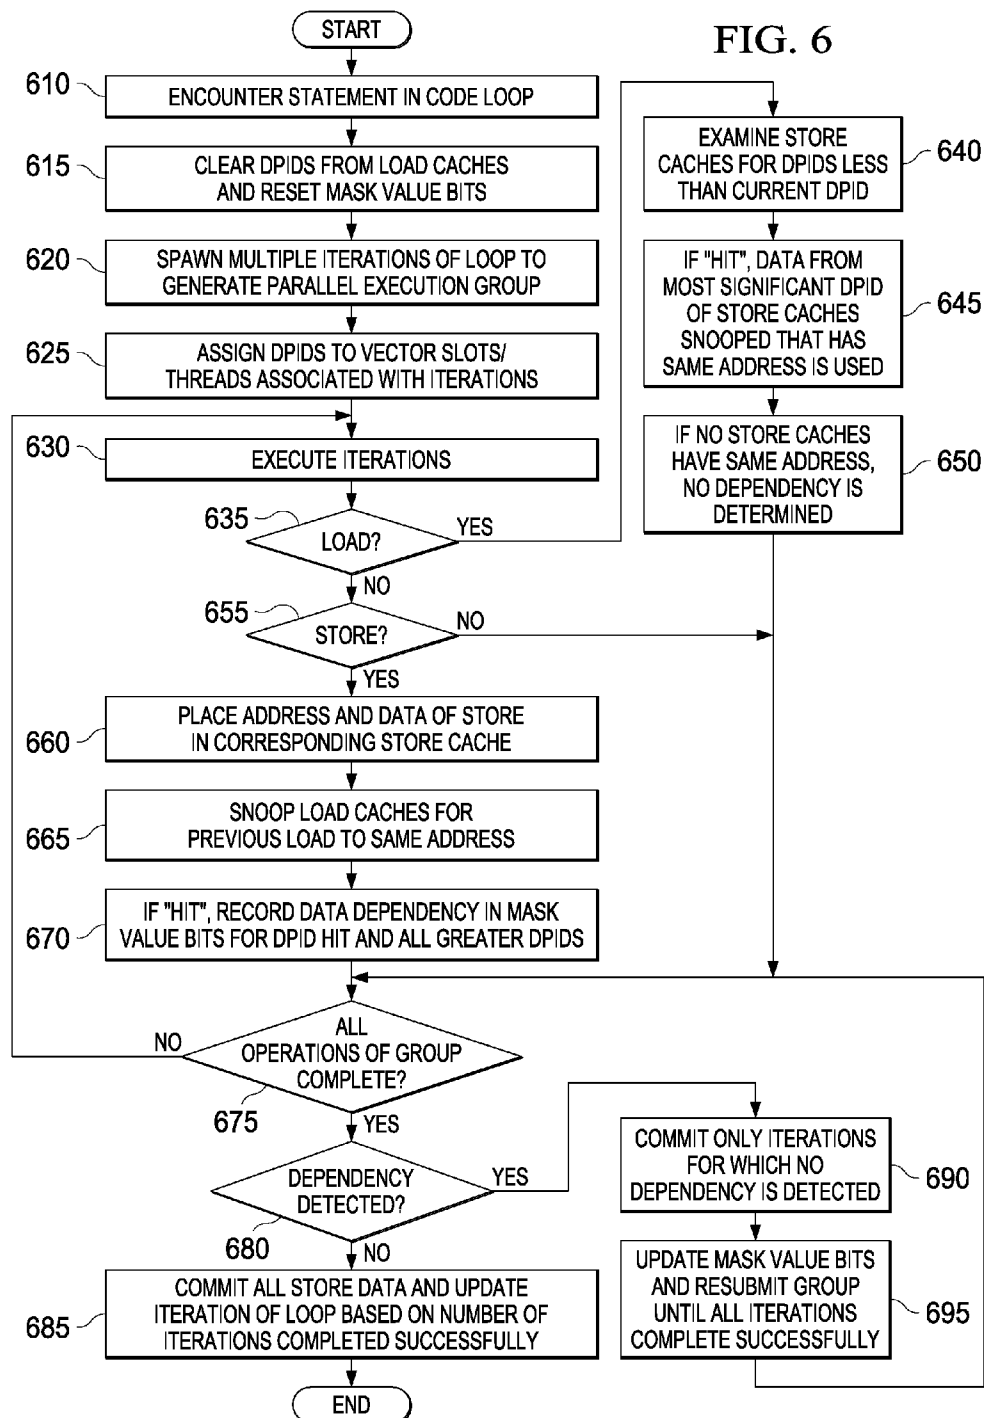 START
FIG. 6
610
ENCOUNTER STATEMENT IN CODE LOOP
615
CLEAR DPIDS FROM LOAD CACHES
AND RESET MASK VALUE BITS
620
SPAWN MULTIPLE ITERATIONS OF LOOP TO
GENERATE PARALLEL EXECUTION GROUP
625
ASSIGN DPIDS TO VECTOR SLOTS/
THREADS ASSOCIATED WITH ITERATIONS
630
EXECUTE ITERATIONS
635
LOAD?
YES
NO
EXAMINE STORE
CACHES FOR DPIDS LESS
THAN CURRENT DPID
640
IF "HIT", DATA FROM
MOST SIGNIFICANT DPID
OF STORE CACHES
SNOOPED THAT HAS
SAME ADDRESS IS USED
645
IF NO STORE CACHES
HAVE SAME ADDRESS,
NO DEPENDENCY IS
DETERMINED
650
655
STORE?
NO
YES
660
PLACE ADDRESS AND DATA OF STORE
IN CORRESPONDING STORE CACHE
665
SNOOP LOAD CACHES FOR
PREVIOUS LOAD TO SAME ADDRESS
670
IF "HIT", RECORD DATA DEPENDENCY IN MASK
VALUE BITS FOR DPID HIT AND ALL GREATER DPIDS
NO
ALL
OPERATIONS OF GROUP
COMPLETE?
675
YES
DEPENDENCY
DETECTED?
YES
680
NO
685
COMMIT ALL STORE DATA AND UPDATE
ITERATION OF LOOP BASED ON NUMBER OF
ITERATIONS COMPLETED SUCCESSFULLY
COMMIT ONLY ITERATIONS
FOR WHICH NO
DEPENDENCY IS DETECTED
690
UPDATE MASK VALUE BITS
AND RESUBMIT GROUP
UNTIL ALL ITERATIONS
COMPLETE SUCCESSFULLY
695
END